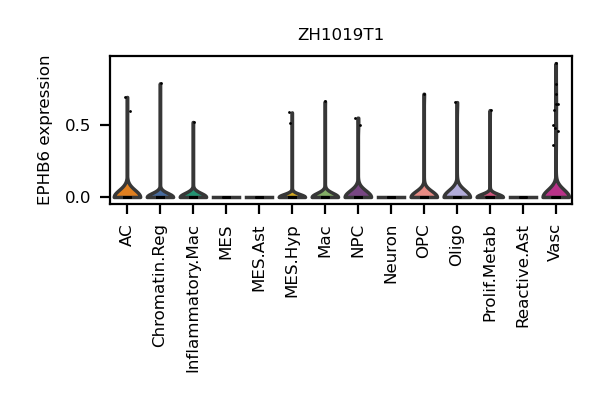 ZH1019T1
EPHB6 expression
0.5
0.0
AC
Chromatin.Reg
Inflammatory.Mac
MES
MES.Ast
MES.Hyp
Mac
NPC
Neuron
OPC
Oligo
Prolif.Metab
Reactive.Ast
Vasc